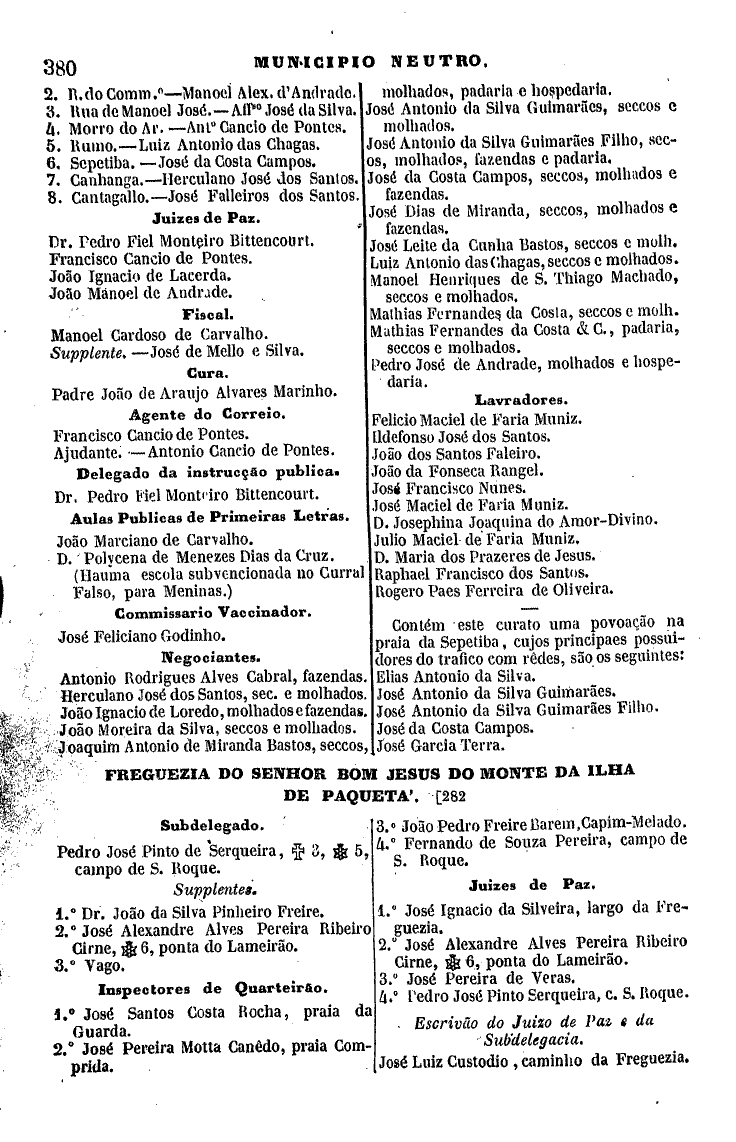 380
MUNICIPIO NEUTRO.
2. R. do Comm.º—Manoel Alex. d'Andrade.
3. Rua de Manoel José.—Affso José da Silva.
4. Morro do Ar. —Antº Cancio de Pontes.
5. Rumo.—Luiz Antonio das Chagas.
6. Sepetiba. —José da Costa Campos.
7. Canhanga.—Herculano José dos Santos.
8. Cantagallo.—José Falleiros dos Santos.
Juizes de Paz.
Dr. Pedro Fiel Monteiro Bittencourt.
Francisco Cancio de Pontes.
João Ignacio de Lacerda.
João Manoel de Andrade.
Fiscal.
Manoel Cardoso de Carvalho.
Supplente. —José de Mello e Silva.
Cura.
Padre João de Araujo Alvares Marinho.
Agente do Correio.
Francisco Cancio de Pontes.
Ajudante. —Antonio Cancio de Pontes.
Delegado da instrucção publica.
Dr. Pedro Fiel Monteiro Bittencourt.
Aulas Publicas de Primeiras Letras.
João Marciano de Carvalho.
D. Polycena de Menezes Dias da Cruz.
(Ha uma escola subvencionada no Curral
Falso, para Meninas.)
Commissario Vaccinador.
José Feliciano Godinho.
Negociantes.
Antonio Rodrigues Alves Cabral, fazendas.
Herculano José dos Santos, sec. e molhados.
João Ignacio de Loredo, molhados e fazendas.
João Moreira da Silva, seccos e molhados.
Joaquim Antonio de Miranda Bastos, seccos,
molhados, padaria e hospedaria.
José Antonio da Silva Guimarães, seccos e
molhados.
José Antonio da Silva Guimarães Filho, sec-
os, molhados, fazendas e padaria.
José da Costa Campos, seccos, molhados e
fazendas.
José Dias de Miranda, seccos, molhados e
fazendas.
José Leite da Cunha Bastos, seccos e molh.
Luiz Antonio das Chagas, seccos e molhados.
Manoel Henriques de S. Thiago Machado,
seccos e molhados.
Mathias Fernandes da Costa, seccos e molh.
Mathias Fernandes da Costa & C., padaria,
seccos e molhados.
Pedro José de Andrade, molhados e hospe-
daria.
Lavradores.
Felicio Maciel de Faria Muniz.
Ildefonso José dos Santos.
João dos Santos Faleiro.
João da Fonseca Rangel.
José Francisco Nunes.
José Maciel de Faria Muniz.
D. Josephina Joaquina do Amor-Divino.
Julio Maciel de Faria Muniz.
D. Maria dos Prazeres de Jesus.
Raphael Francisco dos Santos.
Rogero Paes Ferreira de Oliveira.
Contém este curato uma povoação na
praia da Sepetiba, cujos principaes possui-
dores do trafico com rêdes, são os seguintes:
Elias Antonio da Silva.
José Antonio da Silva Guimarães.
José Antonio da Silva Guimarães Filho.
José da Costa Campos.
José Garcia Terra.
FREGUEZIA DO SENHOR BOM JESUS DO MONTE DA ILHA
DE PAQUETA'. [282
Subdelegado.
Pedro José Pinto de Serqueira, ✠ 3, 5,
campo de S. Roque.
Supplentes.
1.º Dr. João da Silva Pinheiro Freire.
2.º José Alexandre Alves Pereira Ribeiro
Cirne, 6, ponta do Lameirão.
3.º Vago.
Inspectores de Quarteirão.
1.º José Santos Costa Rocha, praia da
Guarda.
2.º José Pereira Motta Canêdo, praia Com-
prida.
3.º João Pedro Freire Barem, Capim-Melado.
4.º Fernando de Souza Pereira, campo de
S. Roque.
Juizes de Paz.
1.º José Ignacio da Silveira, largo da Fre-
guezia.
2.º José Alexandre Alves Pereira Ribeiro
Cirne, 6, ponta do Lameirão.
3.º José Pereira de Veras.
4.º Pedro José Pinto Serqueira, c. S. Roque.
Escrivão do Juizo de Paz e da
Subdelegacia.
José Luiz Custodio, caminho da Freguezia.